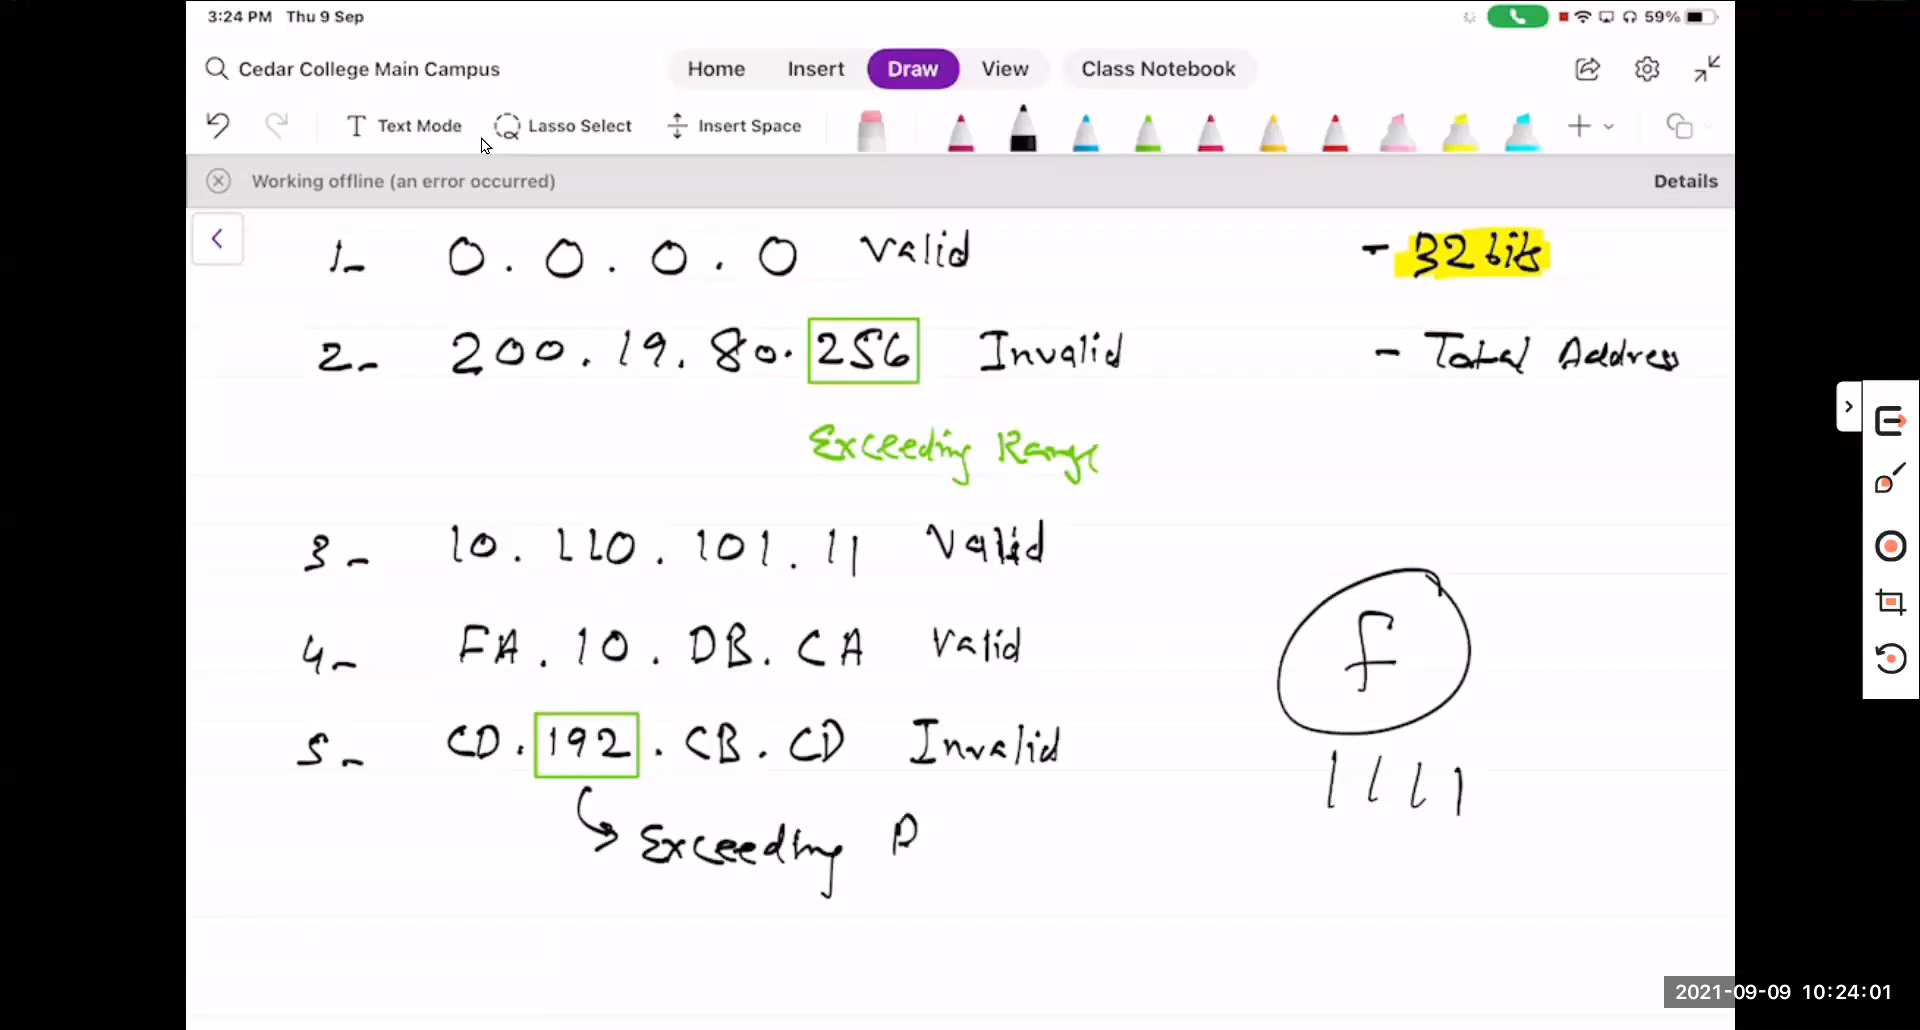 3:24 PM Thu 9 Sep 59%
Cedar College Main Campus Home Insert Draw View Class Notebook
Text Mode Lasso Select Insert Space
Working offline (an error occurred) Details
1- 0.0.0.0 Valid - 32 bits
2- 200.19.80.256 Invalid - Total Address
Exceeding Range
3- 10.110.101.11 Valid
4- FA.10.DB.CA Valid
F
5- CD.192.CB.CD Invalid
1111
Exceeding
2021-09-09 10:24:01